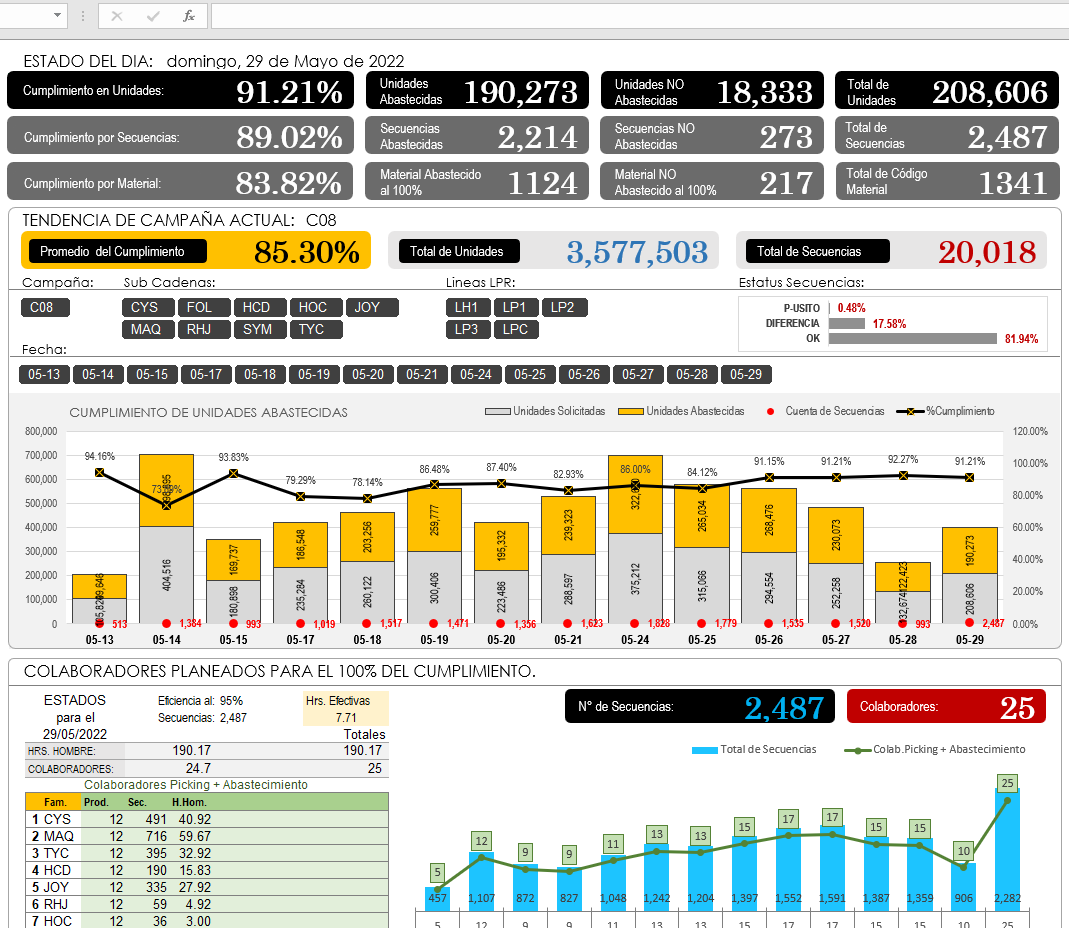 fx
ESTADO DEL DIA: domingo, 29 de Mayo de 2022
Cumplimiento en Unidades: 91.21% Unidades Abastecidas 190,273 Unidades NO Abastecidas 18,333 Total de Unidades 208,606
Cumplimiento por Secuencias: 89.02% Secuencias Abastecidas 2,214 Secuencias NO Abastecidas 273 Total de Secuencias 2,487
Cumplimiento por Material: 83.82% Material Abastecido al 100% 1124 Material NO Abastecido al 100% 217 Total de Código Material 1341
TENDENCIA DE CAMPAÑA ACTUAL: C08
Promedio del Cumplimiento 85.30% Total de Unidades 3,577,503 Total de Secuencias 20,018
Campaña: Sub Cadenas: Lineas LPR: Estatus Secuencias:
C08 CYS FOL HCD HOC JOY LH1 LP1 LP2
MAQ RHJ SYM TYC LP3 LPC
P-USITO 0.48%
DIFERENCIA 17.58%
OK 81.94%
Fecha:
05-13 05-14 05-15 05-17 05-18 05-19 05-20 05-21 05-24 05-25 05-26 05-27 05-28 05-29
CUMPLIMIENTO DE UNIDADES ABASTECIDAS Unidades Solicitadas Unidades Abastecidas Cuenta de Secuencias %Cumplimiento
800,000 120.00%
700,000
600,000 100.00%
500,000 80.00%
400,000 60.00%
300,000
200,000 40.00%
100,000 20.00%
0 0.00%
94.16% 93.83% 79.29% 78.14% 86.48% 87.40% 82.93% 86.00% 84.12% 91.15% 91.21% 92.27% 91.21%
169,737 186,548 203,256 259,777 195,332 239,323 265,034 268,476 230,073 122,423 190,273
404,516 180,898 235,284 260,122 300,406 223,486 288,597 375,212 315,066 294,554 252,258 132,674 208,606
513 1,384 993 1,019 1,517 1,471 1,356 1,623 1,828 1,779 1,535 1,520 993 2,487
05-13 05-14 05-15 05-17 05-18 05-19 05-20 05-21 05-24 05-25 05-26 05-27 05-28 05-29
COLABORADORES PLANEADOS PARA EL 100% DEL CUMPLIMIENTO.
ESTADOS Eficiencia al: 95% Hrs. Efectivas
para el Secuencias: 2,487 7.71
29/05/2022 Totales
HRS. HOMBRE: 190.17 190.17
COLABORADORES: 24.7 25
Colaboradores Picking + Abastecimiento
Fam. Prod. Sec. H.Hom.
1 CYS 12 491 40.92
2 MAQ 12 716 59.67
3 TYC 12 395 32.92
4 HCD 12 190 15.83
5 JOY 12 335 27.92
6 RHJ 12 59 4.92
7 HOC 12 36 3.00
N° de Secuencias: 2,487 Colaboradores: 25
Total de Secuencias Colab.Picking + Abastecimiento
5 12 9 9 11 13 13 15 17 17 15 15 10 25
457 1,107 872 827 1,048 1,242 1,204 1,397 1,552 1,591 1,387 1,359 906 2,282
5 12 9 9 11 13 13 15 17 17 15 15 10 25